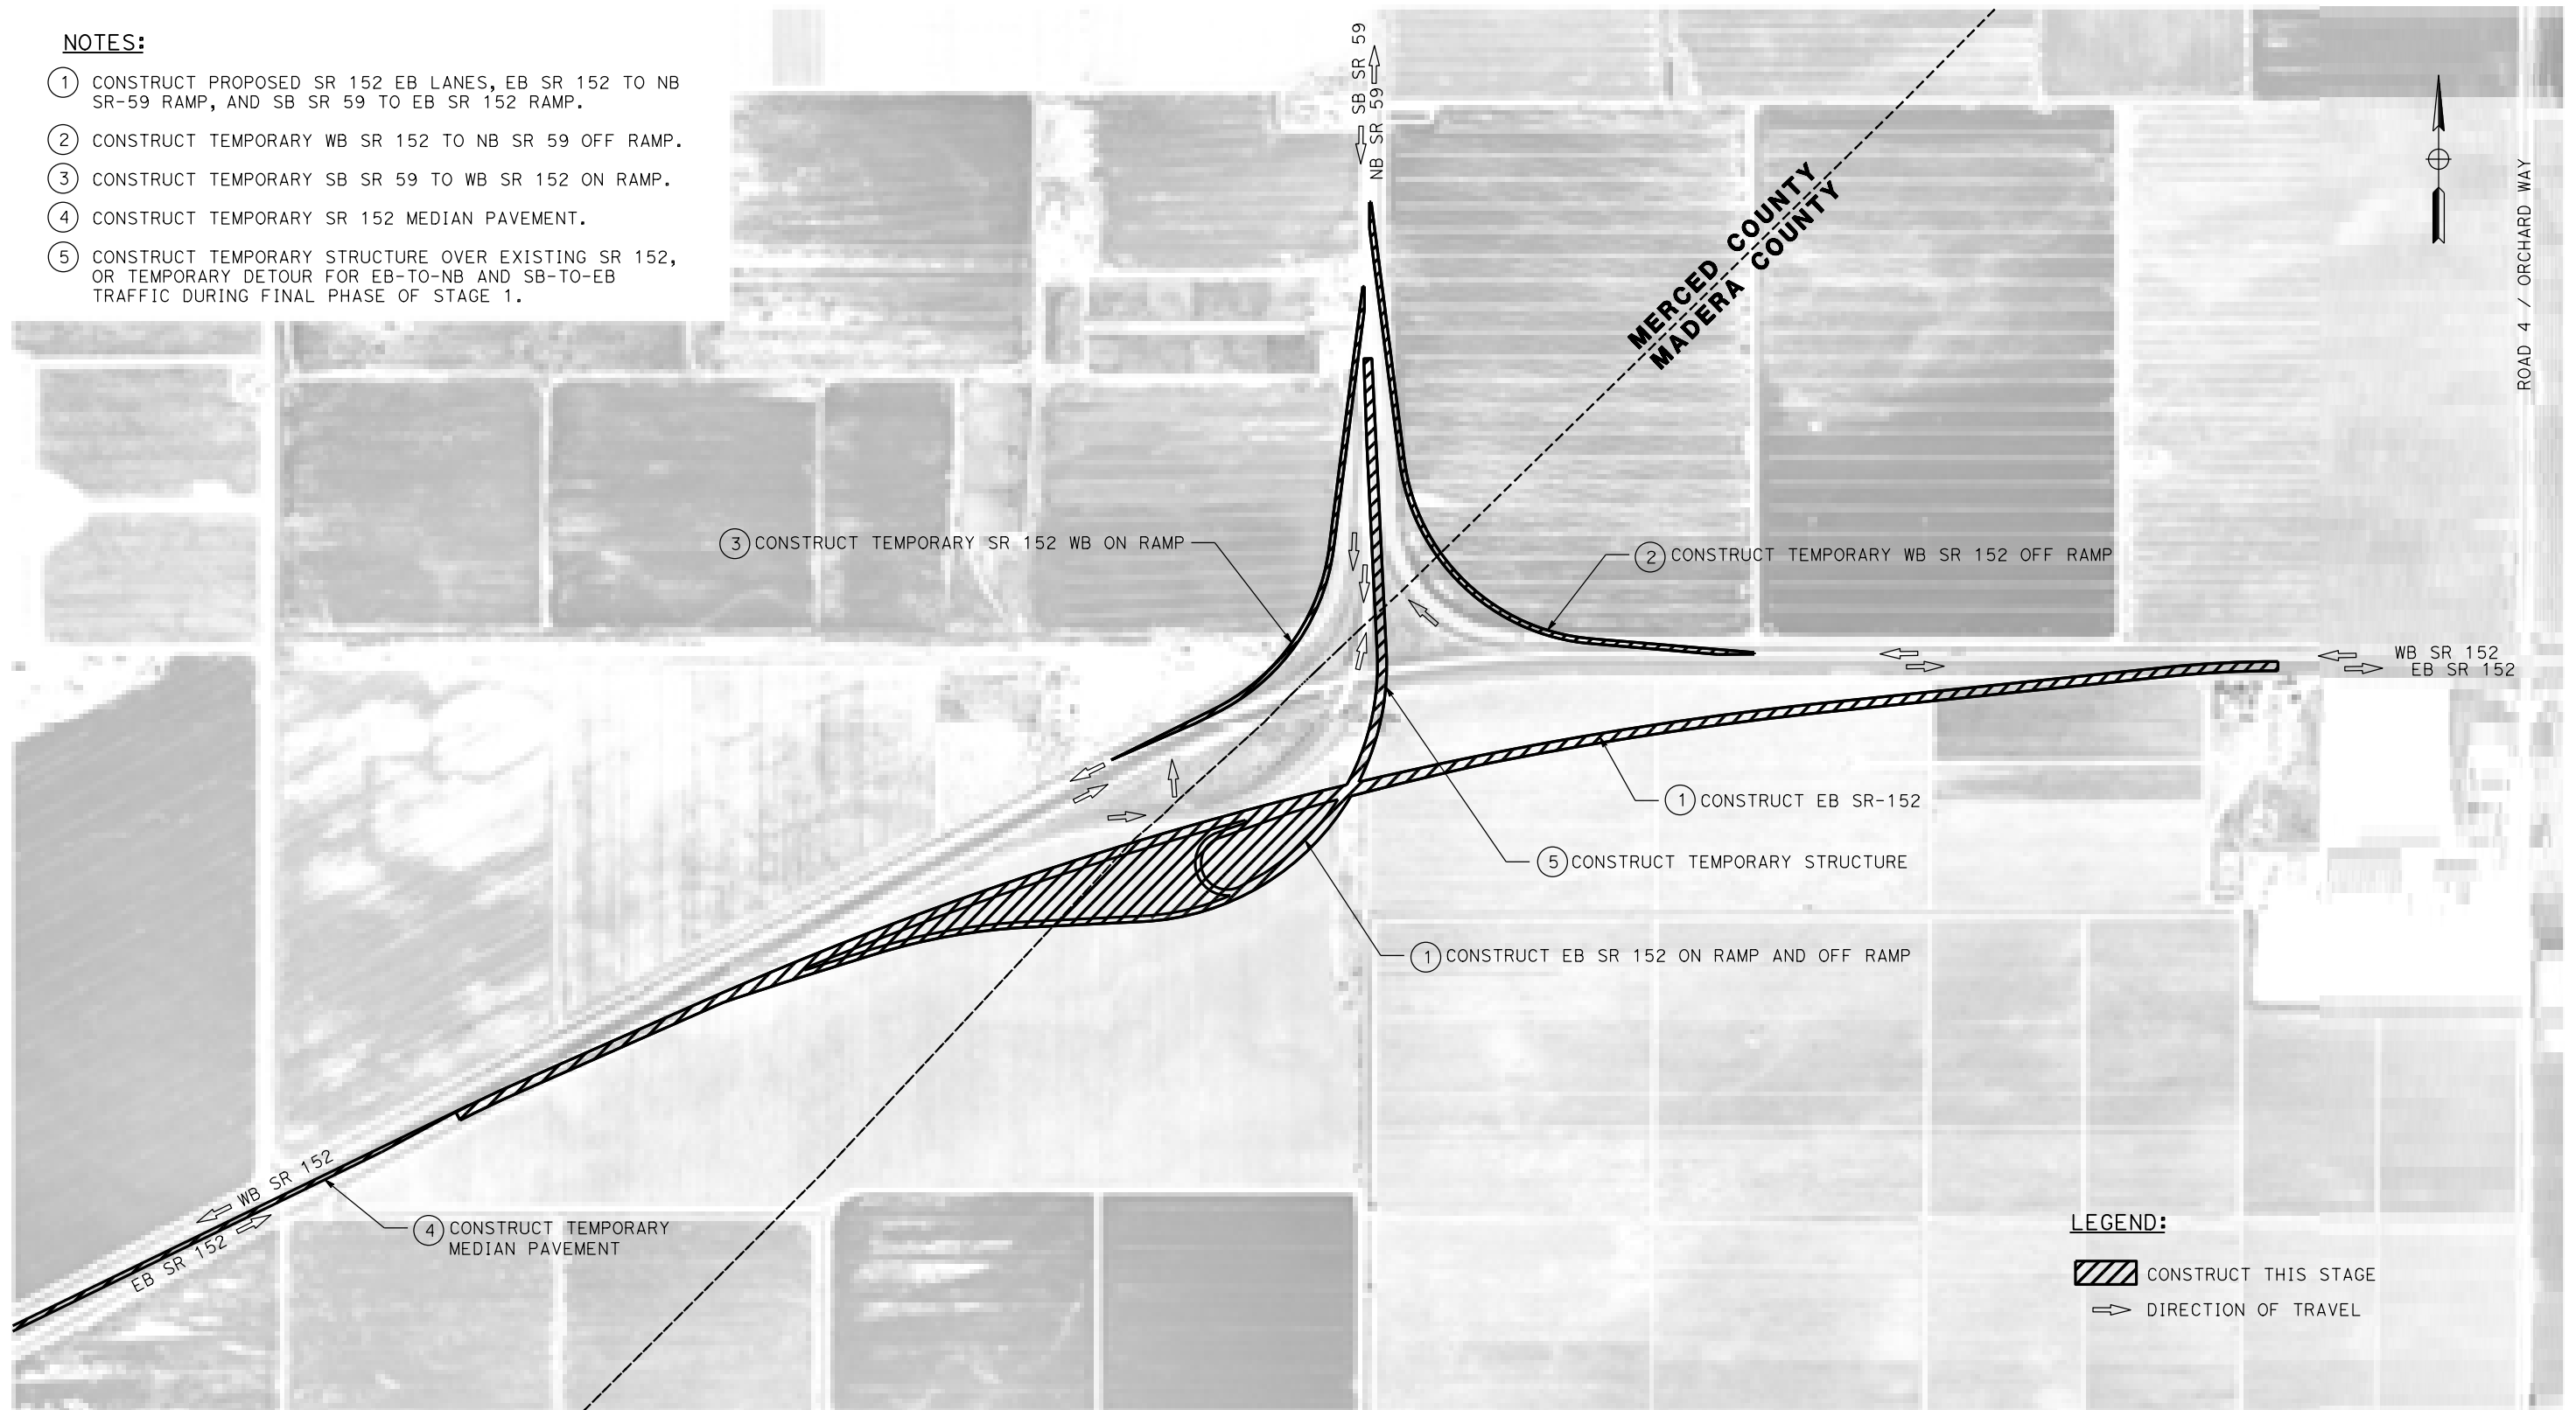 NOTES:
1 CONSTRUCT PROPOSED SR 152 EB LANES, EB SR 152 TO NB
SR-59 RAMP, AND SB SR 59 TO EB SR 152 RAMP.
2 CONSTRUCT TEMPORARY WB SR 152 TO NB SR 59 OFF RAMP.
3 CONSTRUCT TEMPORARY SB SR 59 TO WB SR 152 ON RAMP.
4 CONSTRUCT TEMPORARY SR 152 MEDIAN PAVEMENT.
5 CONSTRUCT TEMPORARY STRUCTURE OVER EXISTING SR 152,
OR TEMPORARY DETOUR FOR EB-TO-NB AND SB-TO-EB
TRAFFIC DURING FINAL PHASE OF STAGE 1.
SB SR 59
NB SR 59
MERCED COUNTY
MADERA COUNTY
ROAD 4 / ORCHARD WAY
3 CONSTRUCT TEMPORARY SR 152 WB ON RAMP
2 CONSTRUCT TEMPORARY WB SR 152 OFF RAMP
WB SR 152
EB SR 152
1 CONSTRUCT EB SR-152
5 CONSTRUCT TEMPORARY STRUCTURE
1 CONSTRUCT EB SR 152 ON RAMP AND OFF RAMP
WB SR 152
EB SR 152
4 CONSTRUCT TEMPORARY
MEDIAN PAVEMENT
LEGEND:
CONSTRUCT THIS STAGE
DIRECTION OF TRAVEL